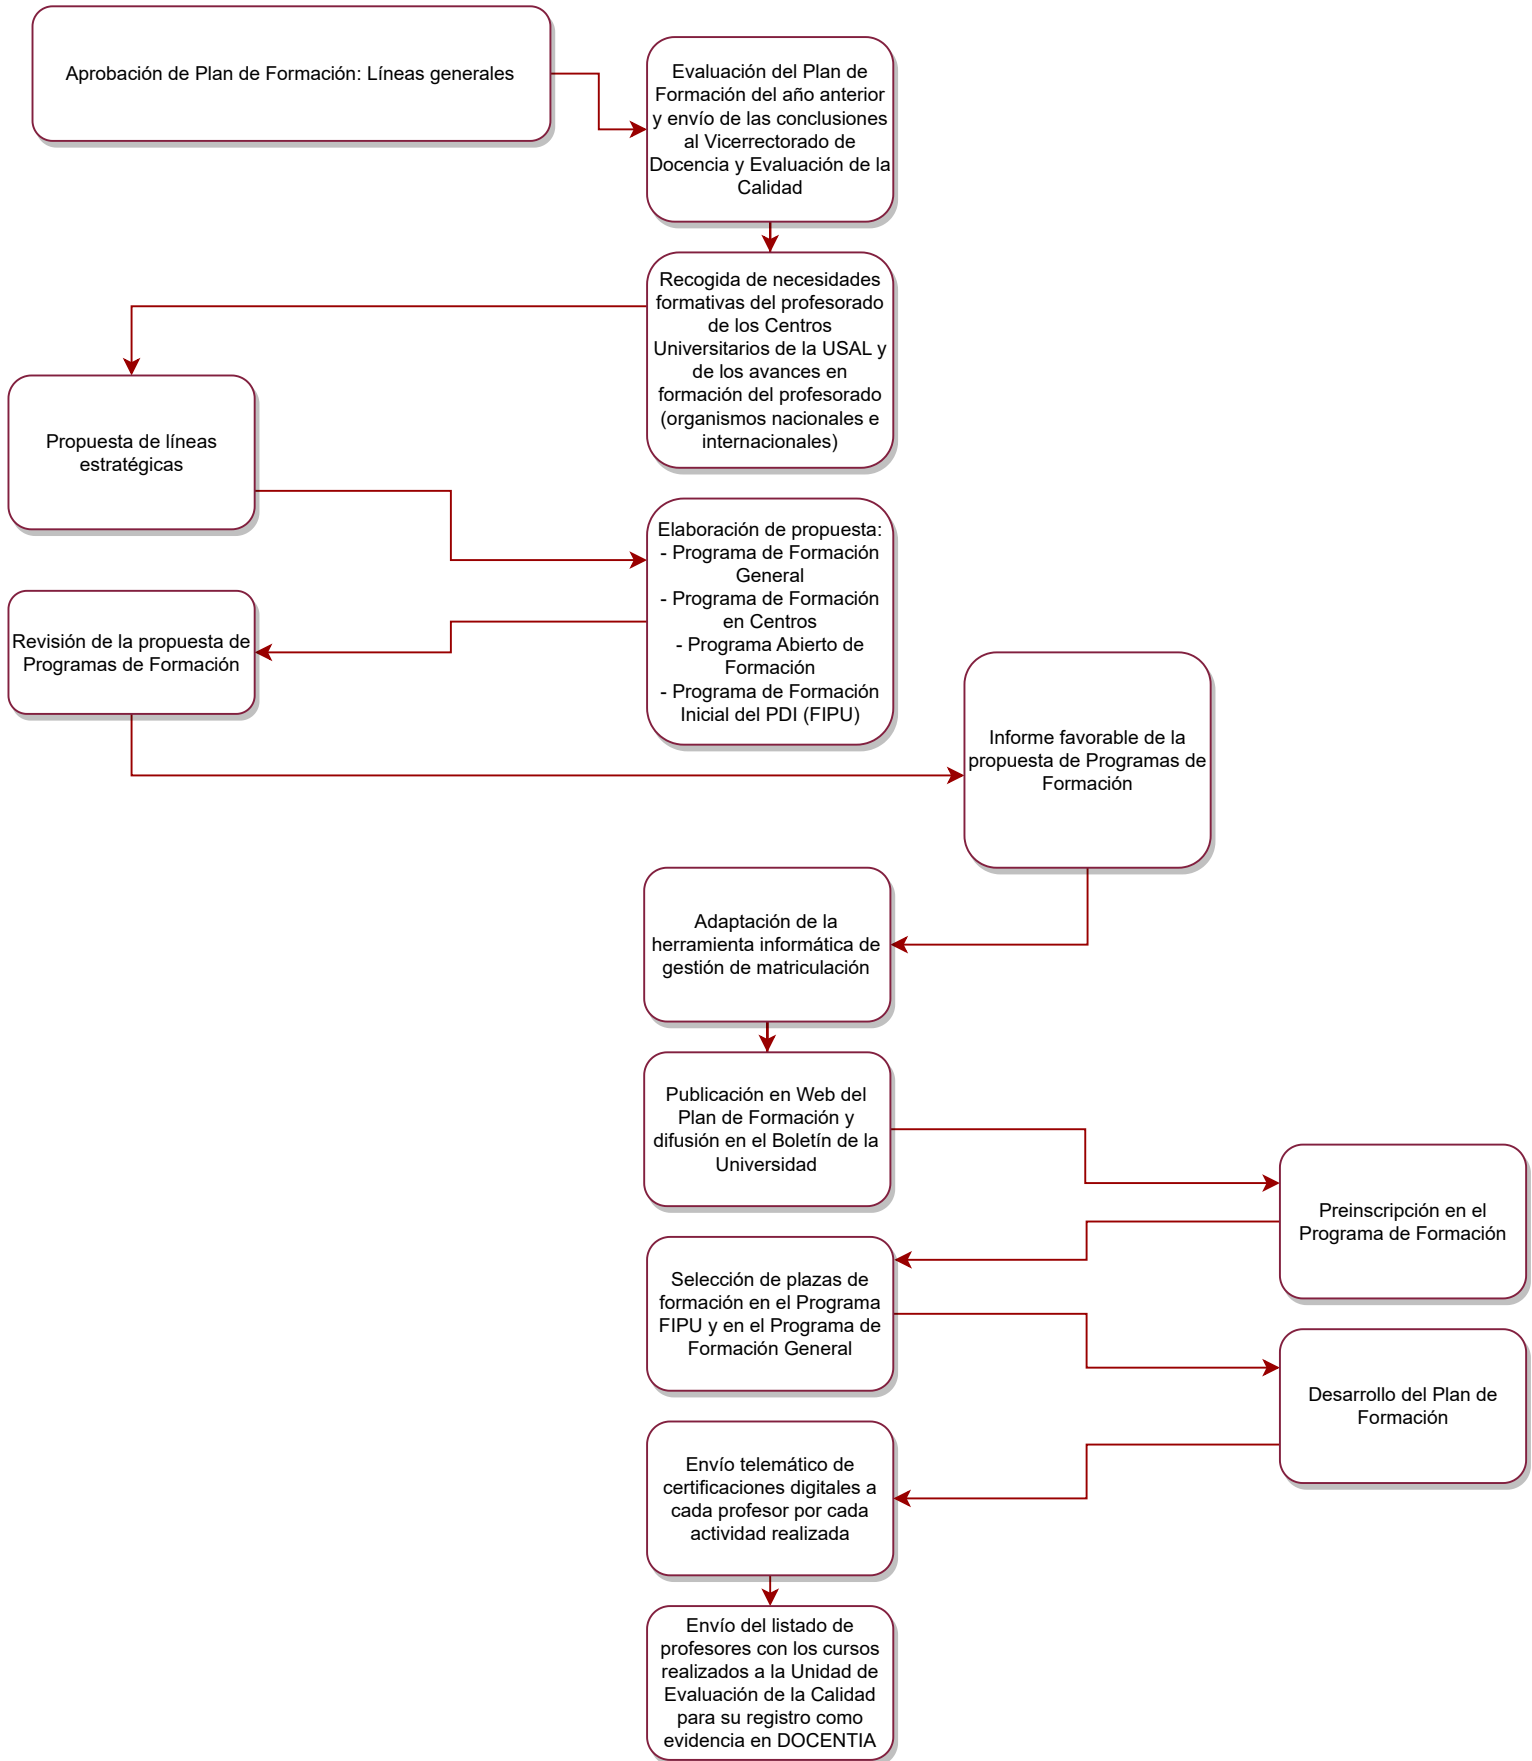 Aprobación de Plan de Formación: Líneas generales
Evaluación del Plan de
Formación del año anterior
y envío de las conclusiones
al Vicerrectorado de
Docencia y Evaluación de la
Calidad
Recogida de necesidades
formativas del profesorado
de los Centros
Universitarios de la USAL y
de los avances en
formación del profesorado
(organismos nacionales e
internacionales)
Propuesta de líneas
estratégicas
Elaboración de propuesta:
- Programa de Formación
General
- Programa de Formación
en Centros
- Programa Abierto de
Formación
- Programa de Formación
Inicial del PDI (FIPU)
Revisión de la propuesta de
Programas de Formación
Informe favorable de la
propuesta de Programas de
Formación
Adaptación de la
herramienta informática de
gestión de matriculación
Publicación en Web del
Plan de Formación y
difusión en el Boletín de la
Universidad
Preinscripción en el
Programa de Formación
Selección de plazas de
formación en el Programa
FIPU y en el Programa de
Formación General
Desarrollo del Plan de
Formación
Envío telemático de
certificaciones digitales a
cada profesor por cada
actividad realizada
Envío del listado de
profesores con los cursos
realizados a la Unidad de
Evaluación de la Calidad
para su registro como
evidencia en DOCENTIA